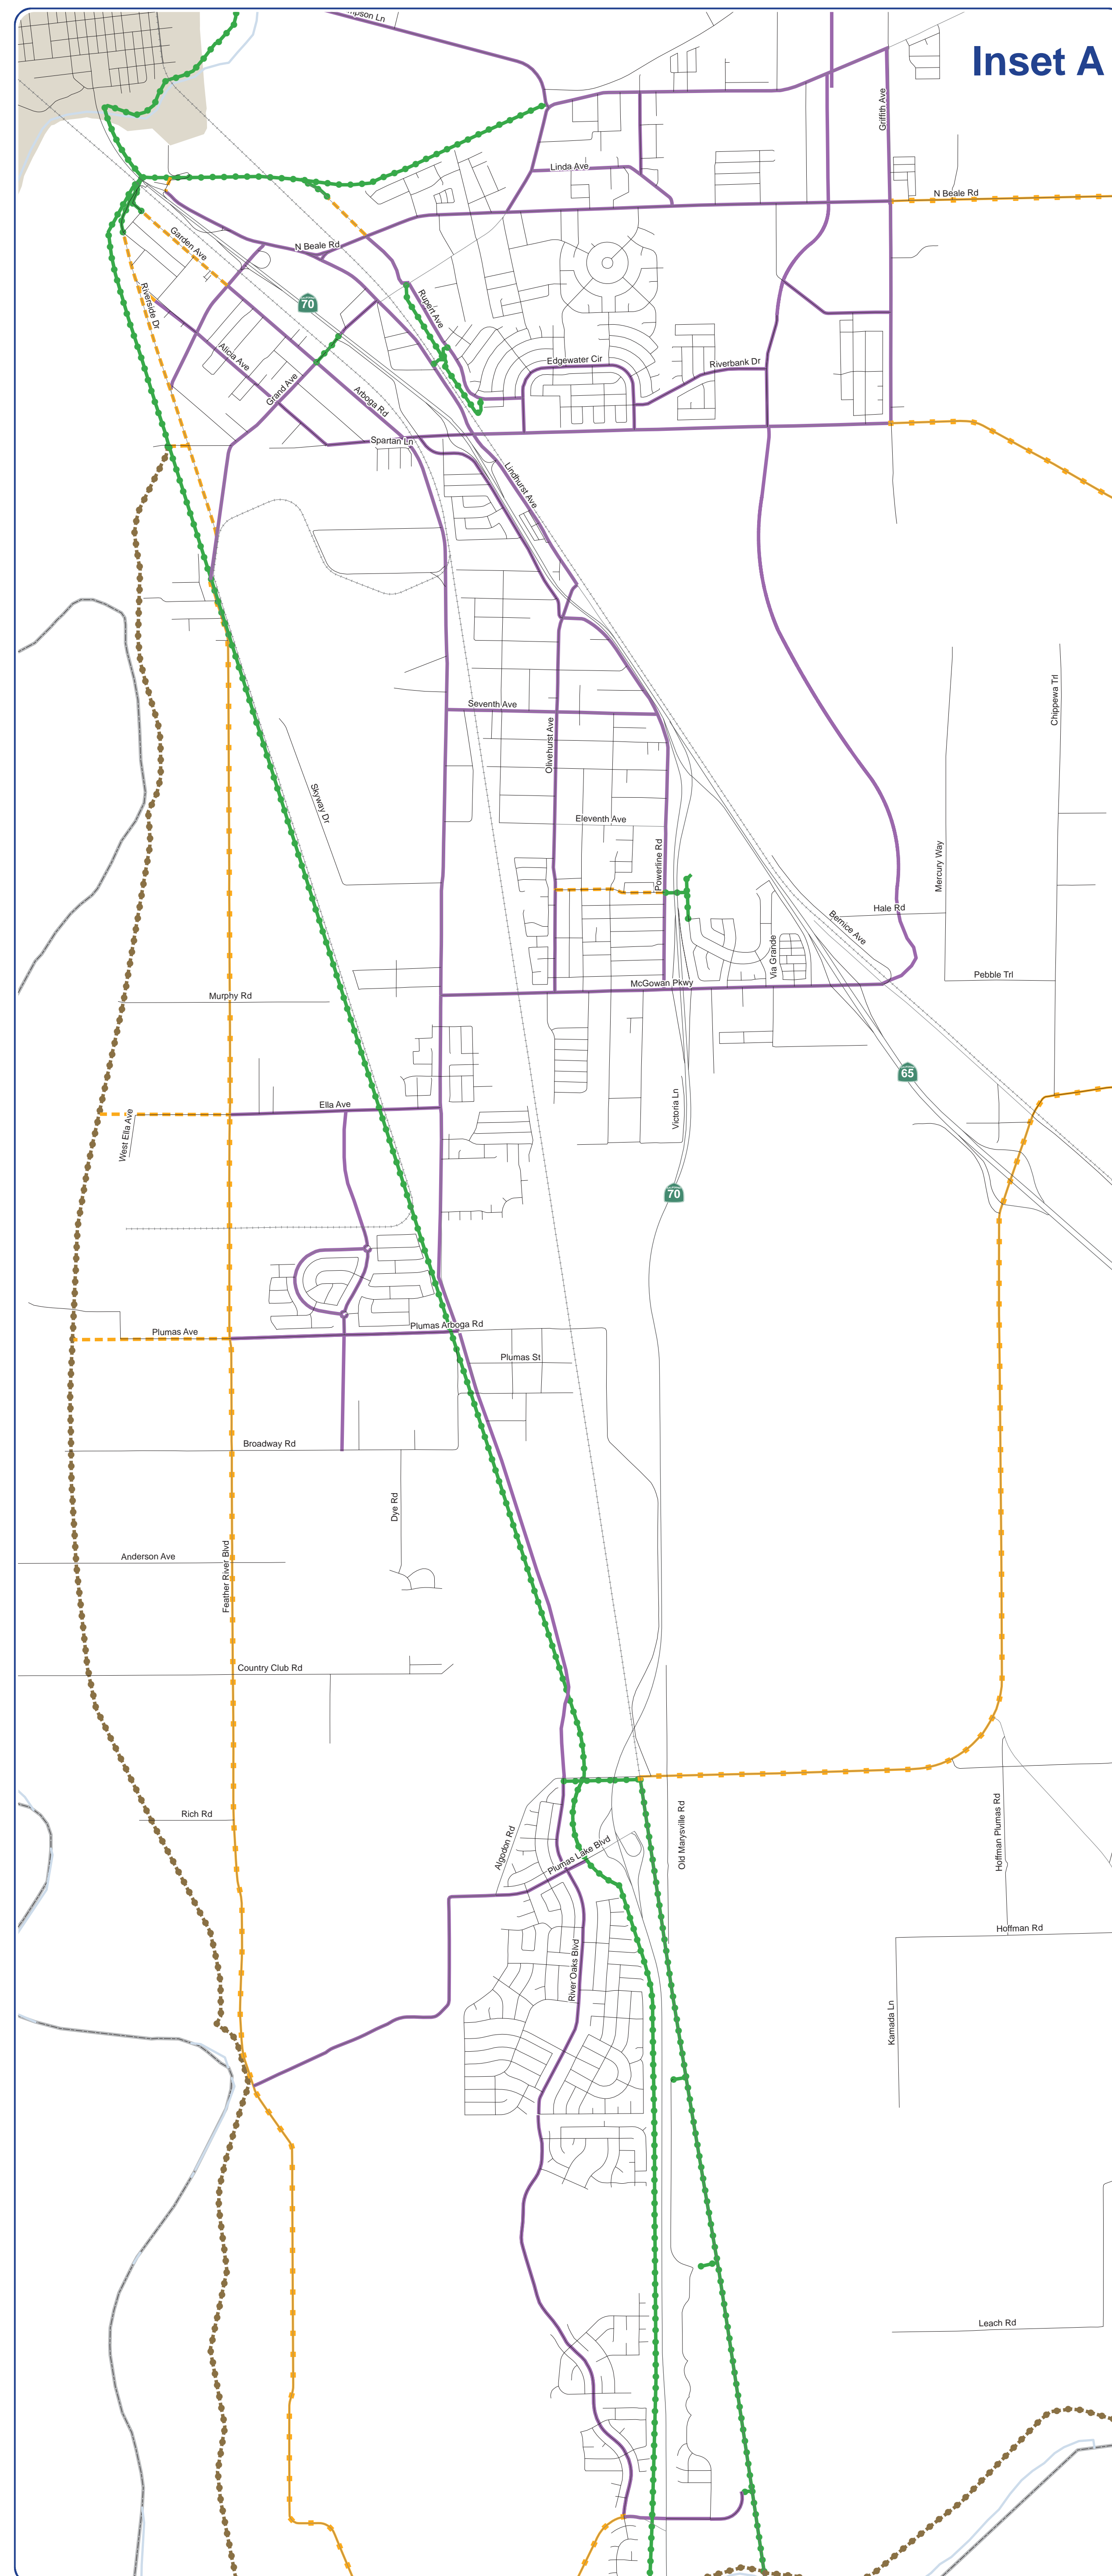 Inset A
Griffith Ave
Linda Ave
N Beale Rd
Garden Ave
N Beale Rd
Riverside Dr
70
Rupert Ave
Alicia Ave
Edgewater Cir
Riverbank Dr
Grand Ave
Arboga Rd
Spartan Ln
Lindhurst Ave
Chippewa Trl
Seventh Ave
Olivehurst Ave
Skyway Dr
Eleventh Ave
Powerline Rd
Mercury Way
Hale Rd
Bernice Ave
Via Grande
Pebble Trl
McGowan Pkwy
Murphy Rd
65
Ella Ave
Victoria Ln
West Ella Ave
70
Plumas Arboga Rd
Plumas Ave
Plumas St
Broadway Rd
Dye Rd
Anderson Ave
Feather River Blvd
Country Club Rd
Rich Rd
Algodon Rd
Plumas Lake Blvd
Old Marysville Rd
Hoffman Plumas Rd
Hoffman Rd
River Oaks Blvd
Kamada Ln
Leach Rd